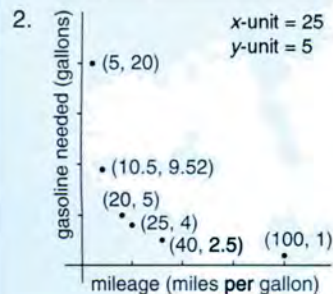 2.
x-unit = 25
y-unit = 5
gasoline needed (gallons)
(5, 20)
(10.5, 9.52)
(20, 5)
(25, 4)
(40, 2.5)
(100, 1)
mileage (miles per gallon)